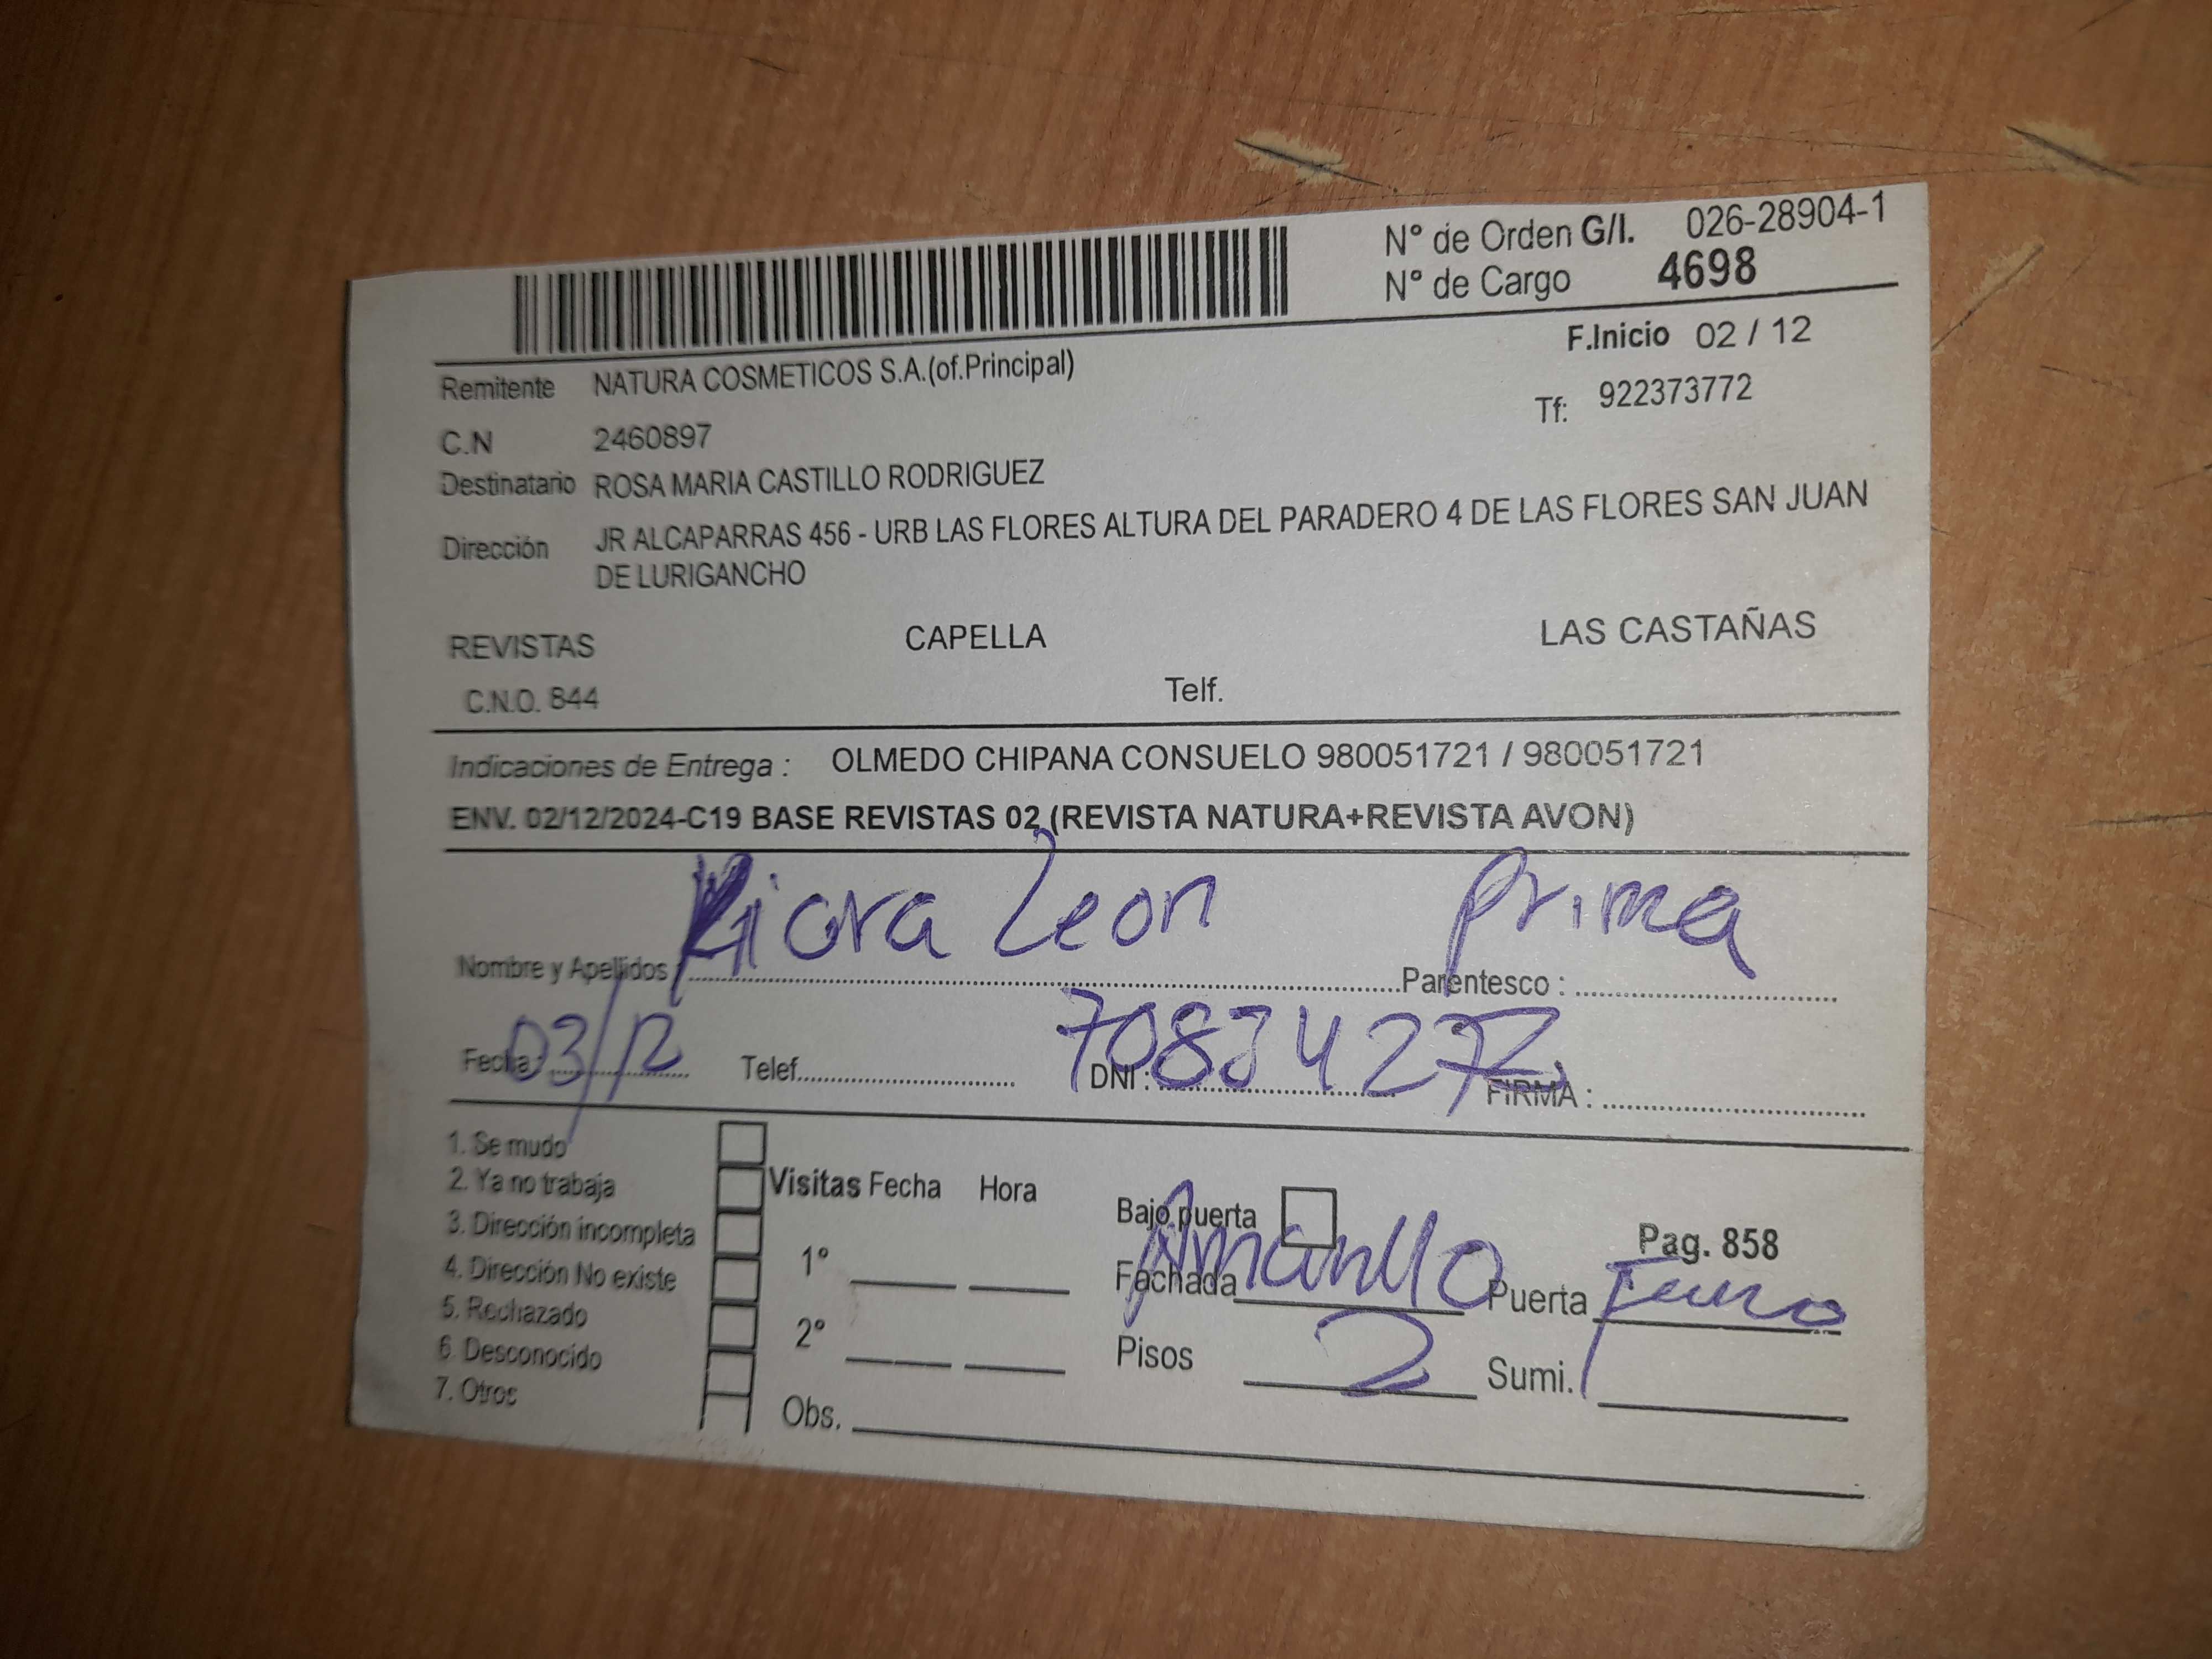 N° de Orden G/I. 026-28904-1
N° de Cargo 4698
F.Inicio 02 / 12
Remitente NATURA COSMETICOS S.A.(of.Principal)
Tf: 922373772
C.N 2460897
Destinatario ROSA MARIA CASTILLO RODRIGUEZ
Dirección JR ALCAPARRAS 456 - URB LAS FLORES ALTURA DEL PARADERO 4 DE LAS FLORES SAN JUAN
DE LURIGANCHO
REVISTAS CAPELLA LAS CASTAÑAS
C.N.O. 844 Telf.
Indicaciones de Entrega : OLMEDO CHIPANA CONSUELO 980051721 / 980051721
ENV. 02/12/2024-C19 BASE REVISTAS 02 (REVISTA NATURA+REVISTA AVON)
Nombre y Apellidos : Kiara Leon Parentesco : Prima
Fecha : 03/12 Telef. DNI : FIRMA :
1. Se mudo
2. Ya no trabaja
3. Dirección incompleta
4. Dirección No existe
5. Rechazado
6. Desconocido
7. Otros
Visitas Fecha Hora
1°
2°
Obs.
Bajo puerta
Pag. 858
Fachada Amarillo Puerta Fierro
Pisos 2 Sumi.